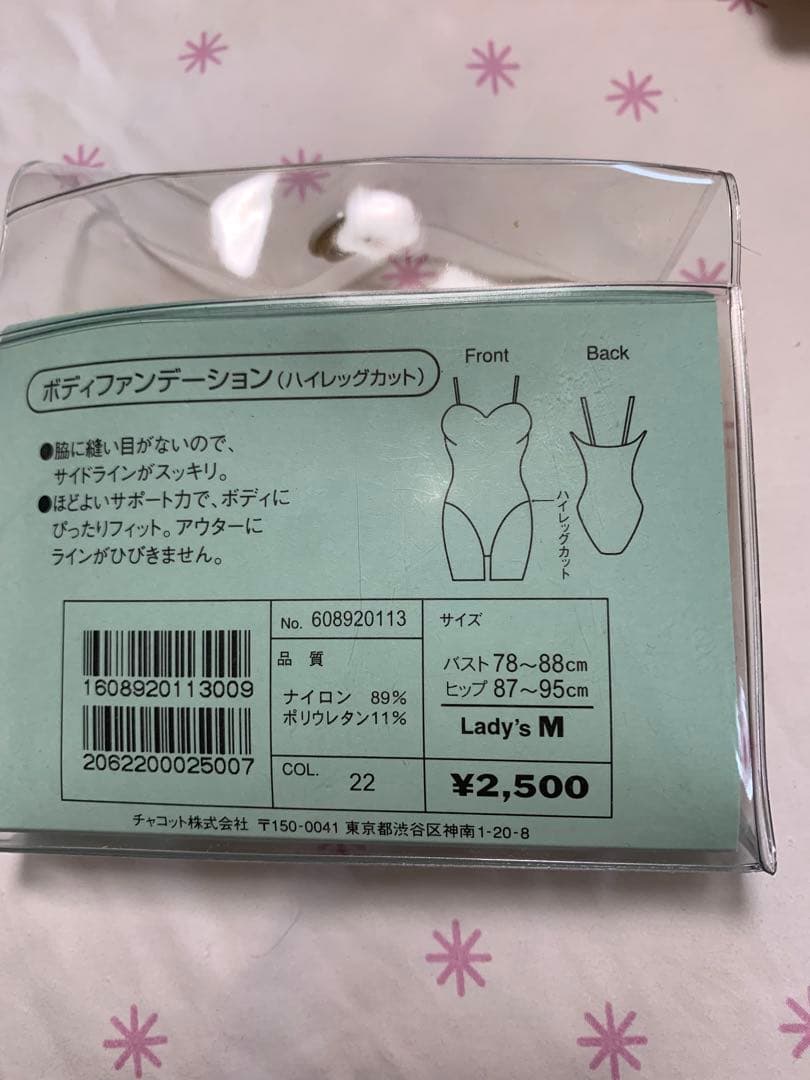 ボディファンデーション(ハイレッグカット)
Front
Back
●脇に縫い目がないので、
サイドラインがスッキリ。
●ほどよいサポート力で、ボディに
ぴったりフィット。アウターに
ラインがひびきません。
ハイレッグカット
1608920113009
2062200025007
No. 608920113
品 質
ナイロン 89%
ポリウレタン11%
COL.
22
サイズ
バスト 78～88cm
ヒップ 87～95cm
Lady's M
¥2,500
チャコット株式会社 〒150-0041 東京都渋谷区神南1-20-8